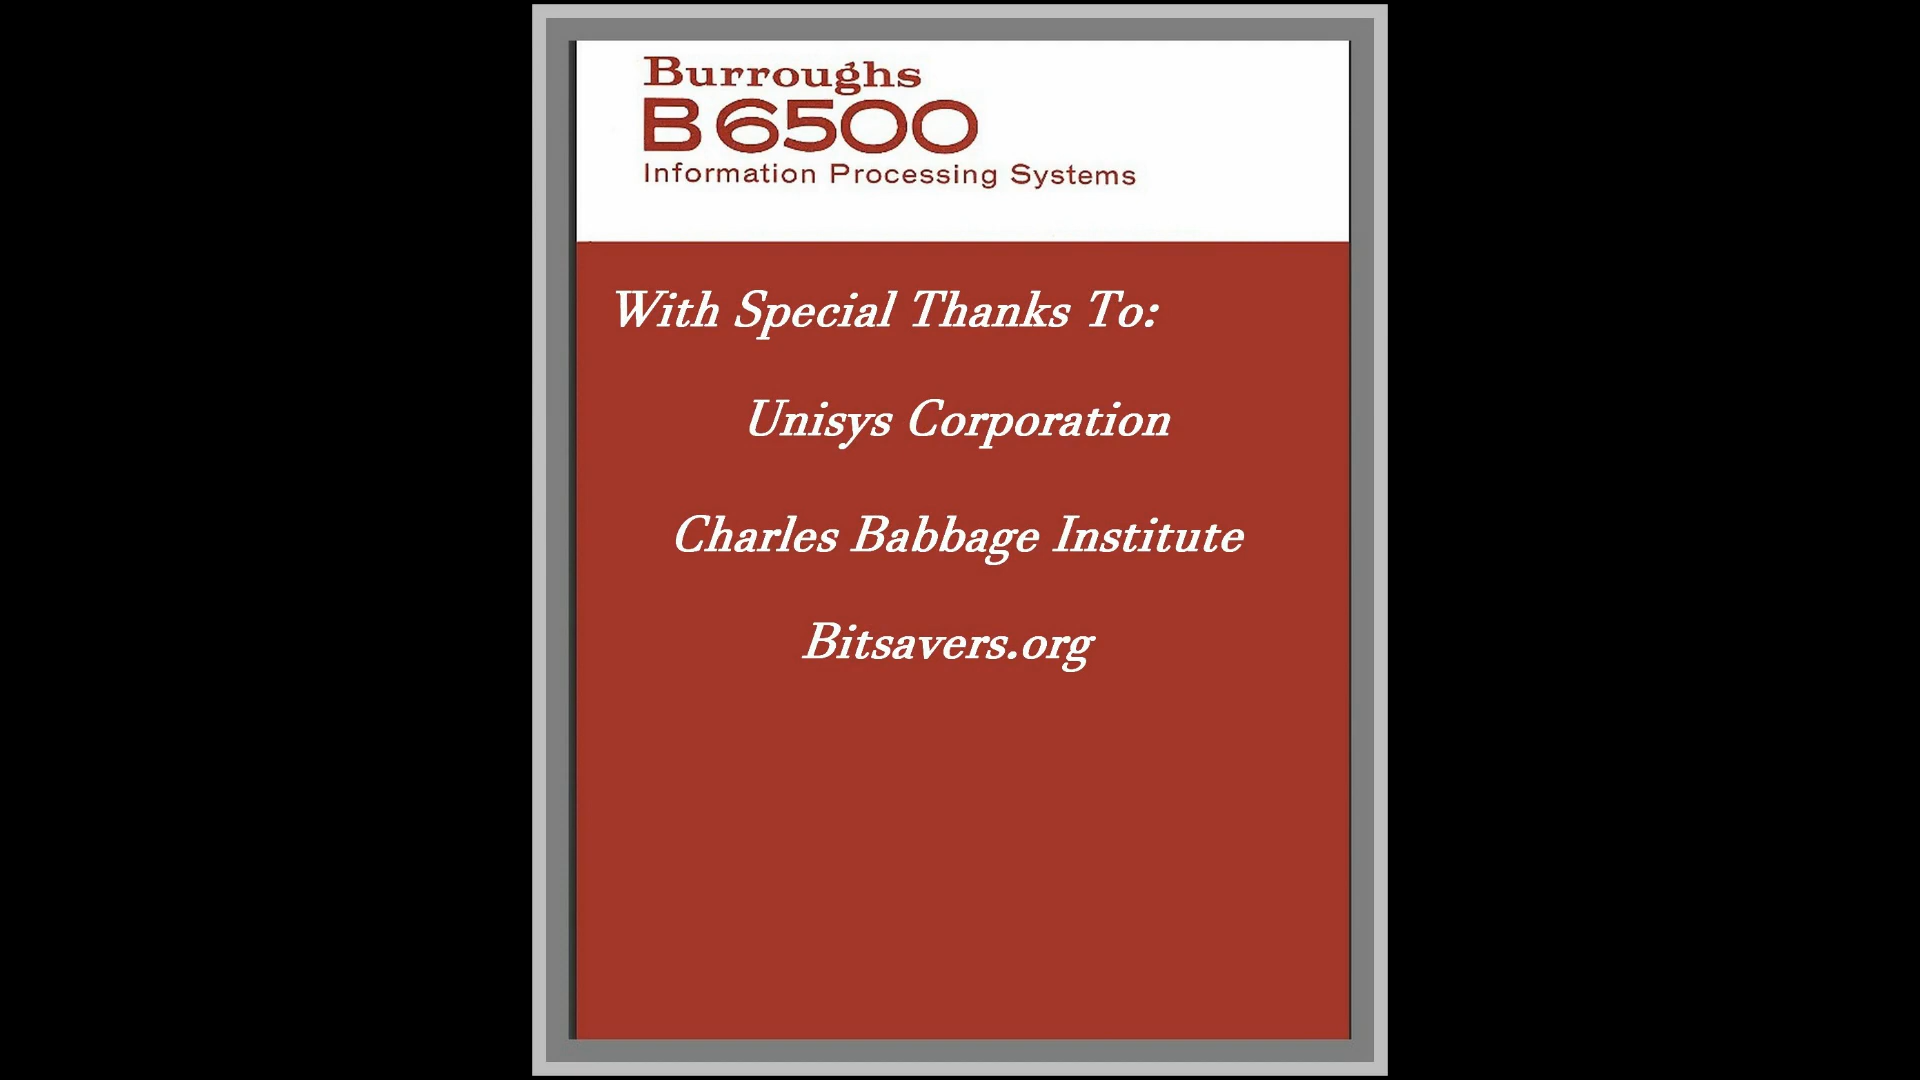 Burroughs
B6500
Information Processing Systems
With Special Thanks To:
Unisys Corporation
Charles Babbage Institute
Bitsavers.org